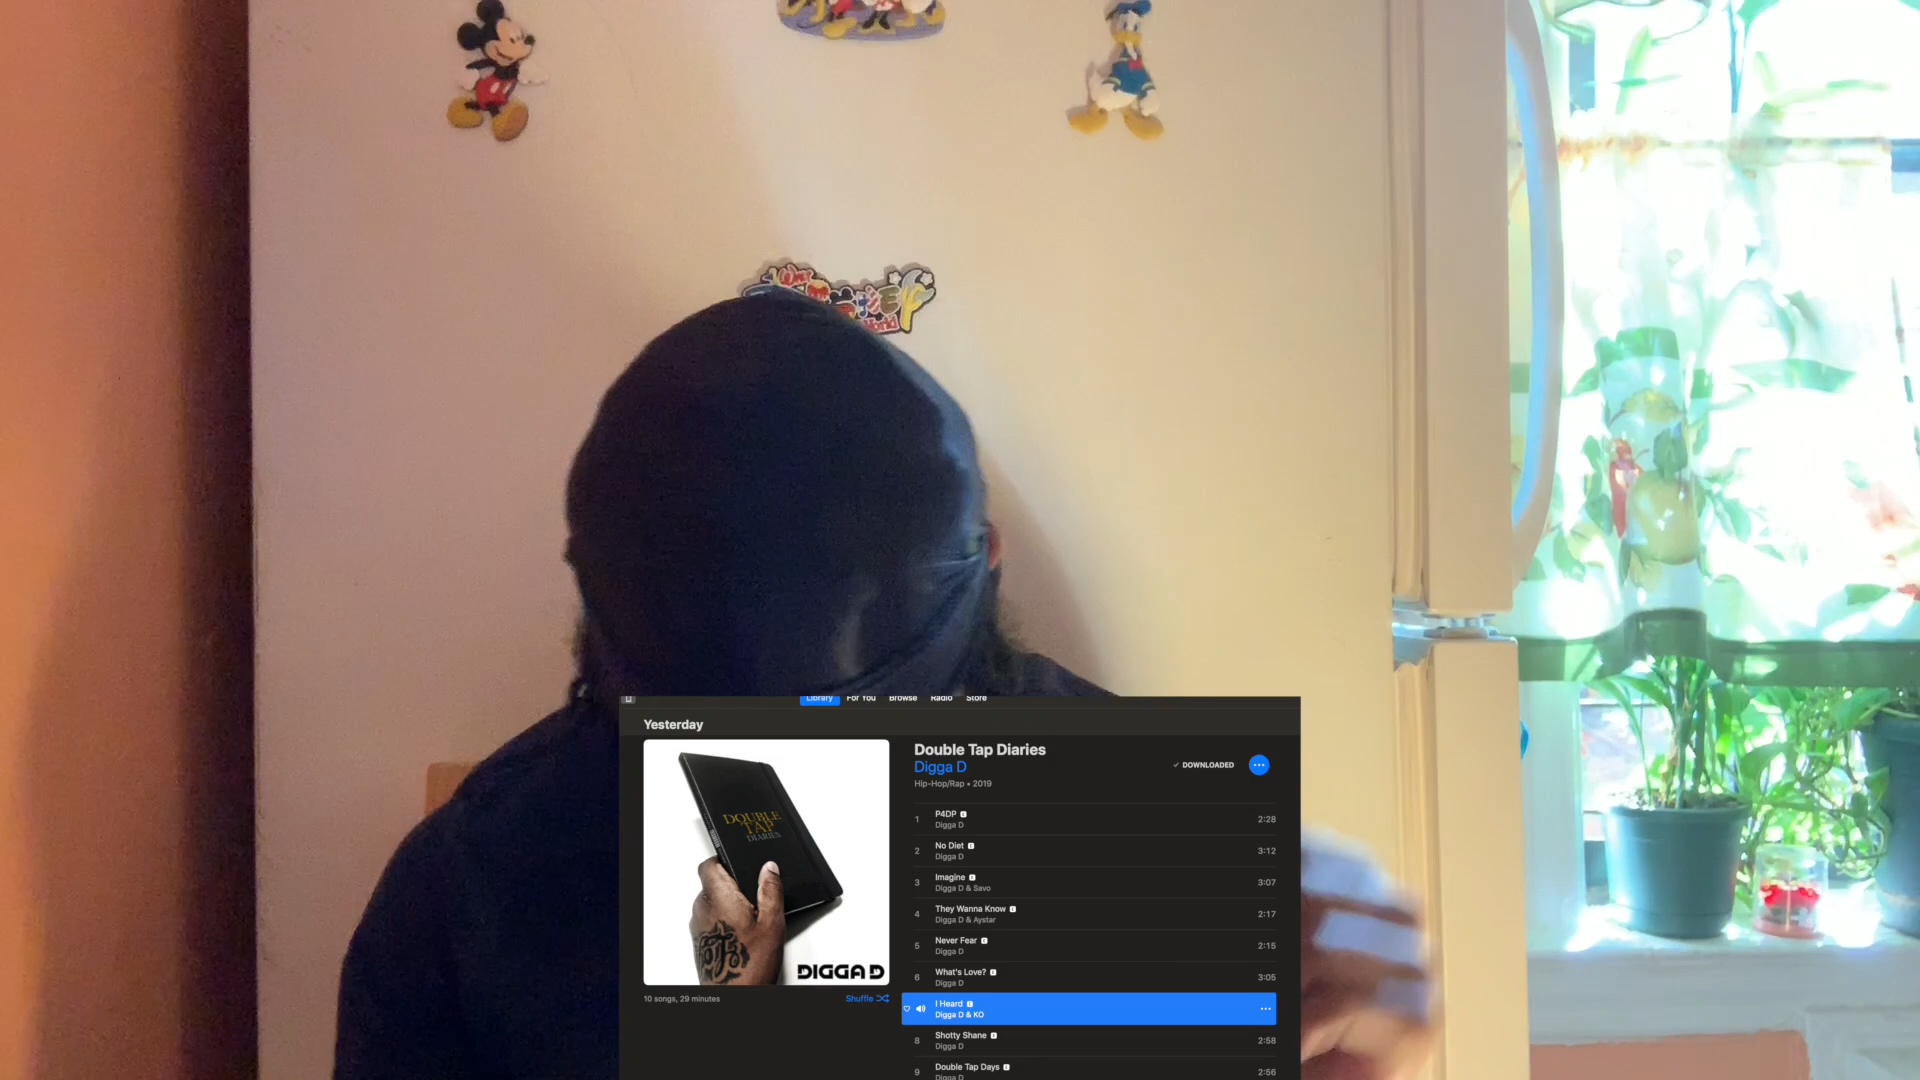 World
Library For You Browse Radio Store
Yesterday
DOUBLE
TAP
DIARIES
DIGGA D
10 songs, 29 minutes
Shuffle
Double Tap Diaries
Digga D
Hip-Hop/Rap • 2019
✓ DOWNLOADED
1 P4DP E 2:28
Digga D
2 No Diet E 3:12
Digga D
3 Imagine E 3:07
Digga D & Savo
4 They Wanna Know E 2:17
Digga D & Aystar
5 Never Fear E 2:15
Digga D
6 What's Love? E 3:05
Digga D
I Heard E
Digga D & KO
8 Shotty Shane E 2:58
Digga D
9 Double Tap Days E 2:56
Digga D